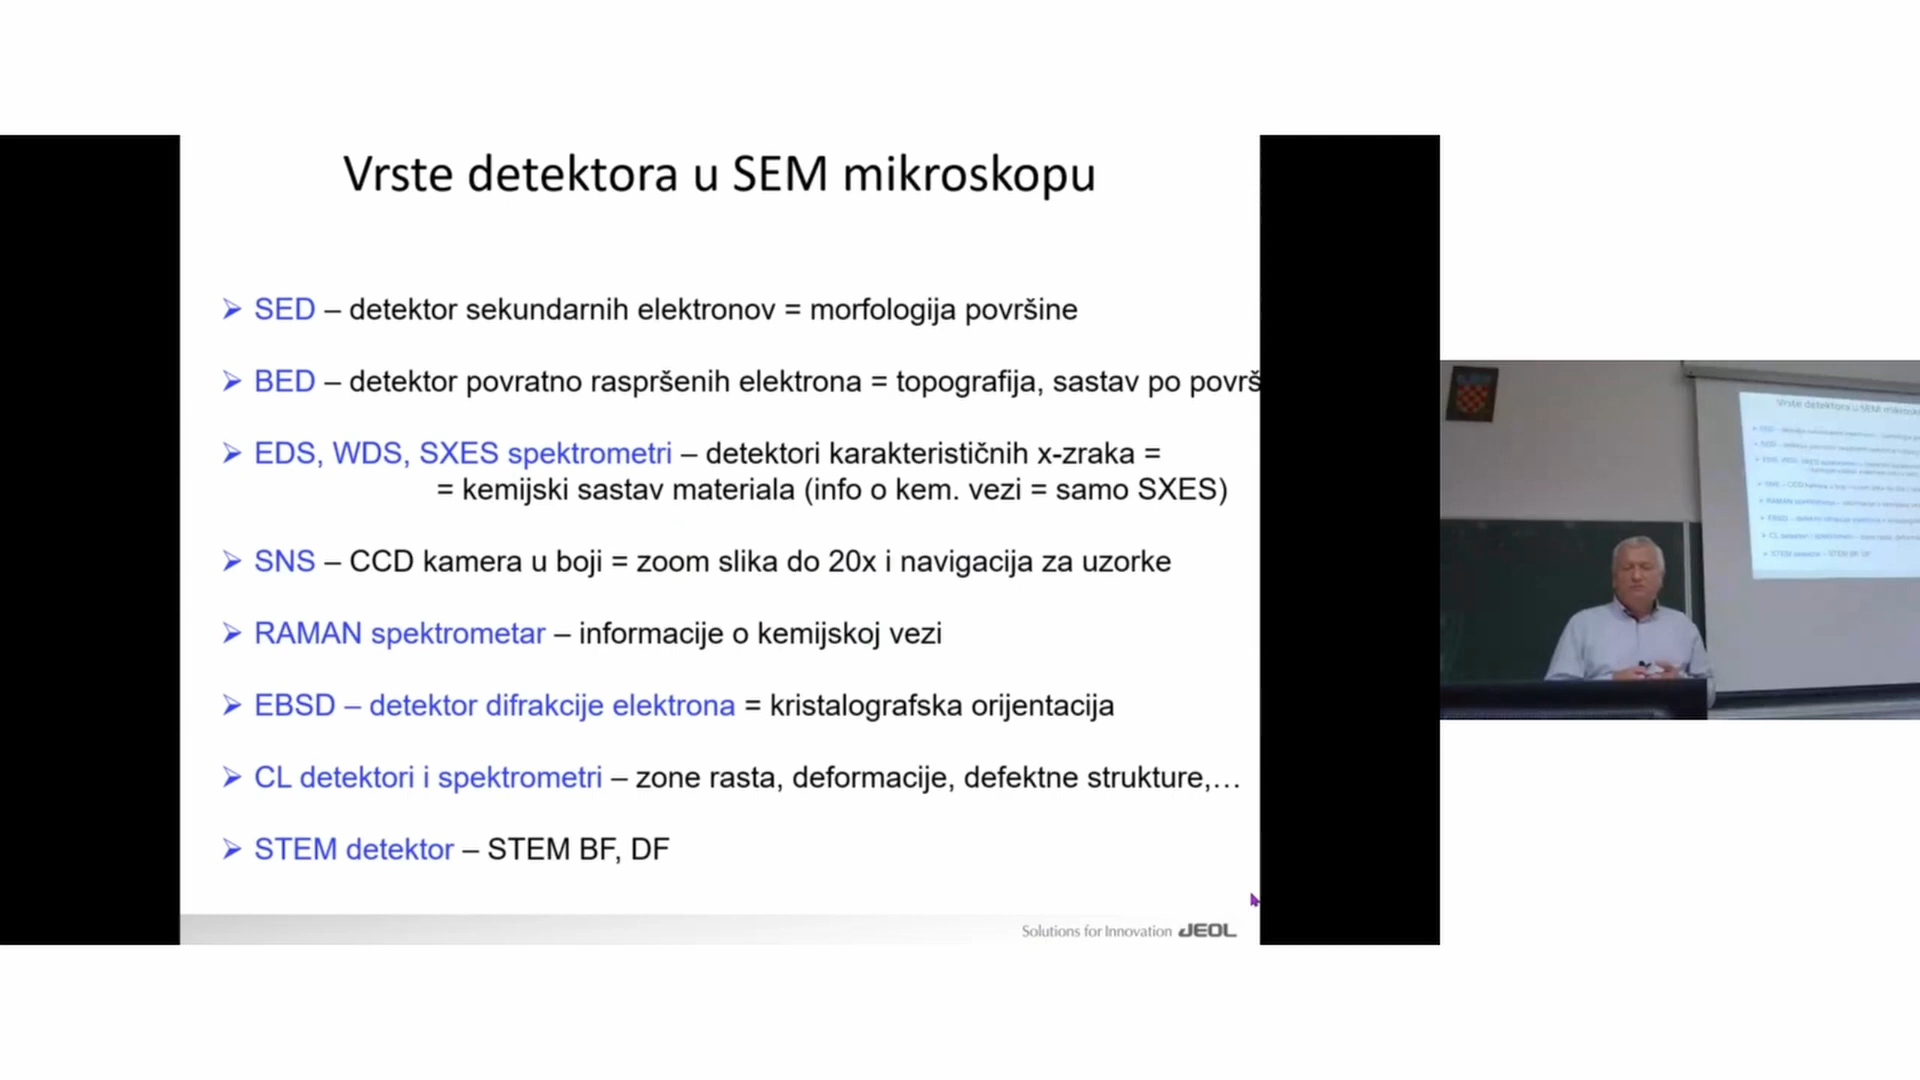 Vrste detektora u SEM mikroskopu
➢ SED – detektor sekundarnih elektronov = morfologija površine
➢ BED – detektor povratno raspršenih elektrona = topografija, sastav po površ
➢ EDS, WDS, SXES spektrometri – detektori karakterističnih x-zraka =
= kemijski sastav materiala (info o kem. vezi = samo SXES)
➢ SNS – CCD kamera u boji = zoom slika do 20x i navigacija za uzorke
➢ RAMAN spektrometar – informacije o kemijskoj vezi
➢ EBSD – detektor difrakcije elektrona = kristalografska orijentacija
➢ CL detektori i spektrometri – zone rasta, deformacije, defektne strukture,…
➢ STEM detektor – STEM BF, DF
Solutions for Innovation JEOL
Vrste detektora u SEM